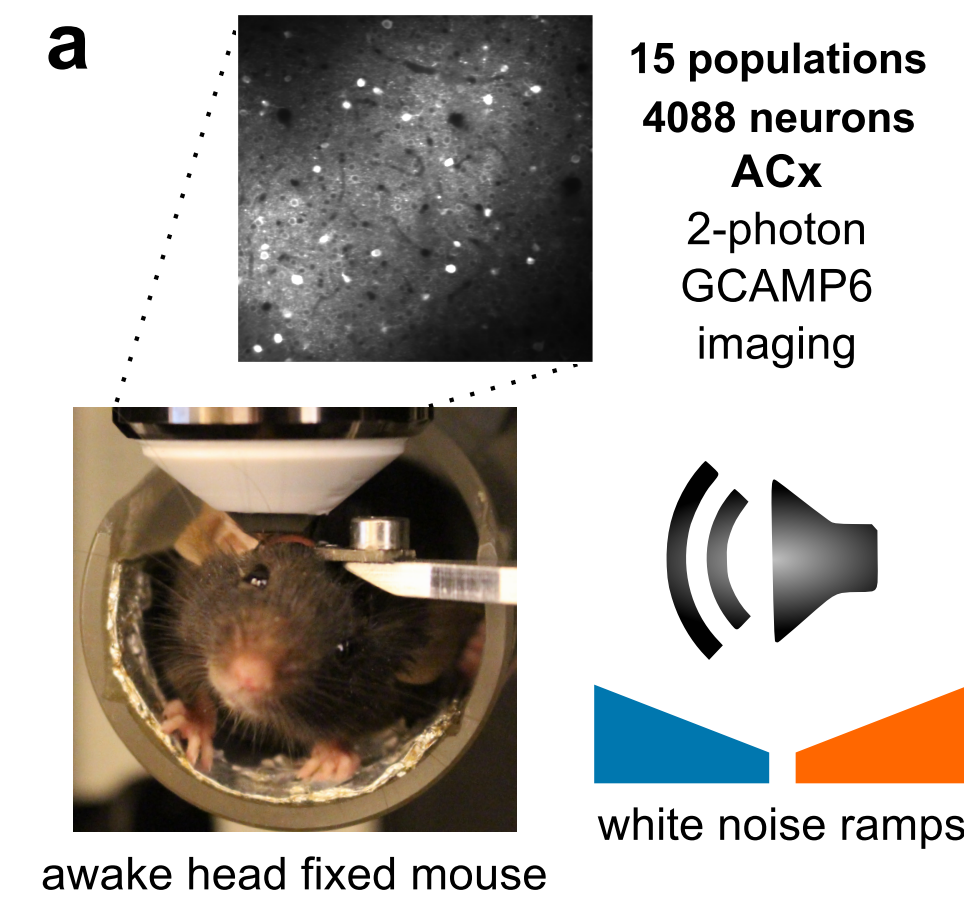 a
15 populations
4088 neurons
ACx
2-photon
GCAMP6
imaging
white noise ramps
awake head fixed mouse